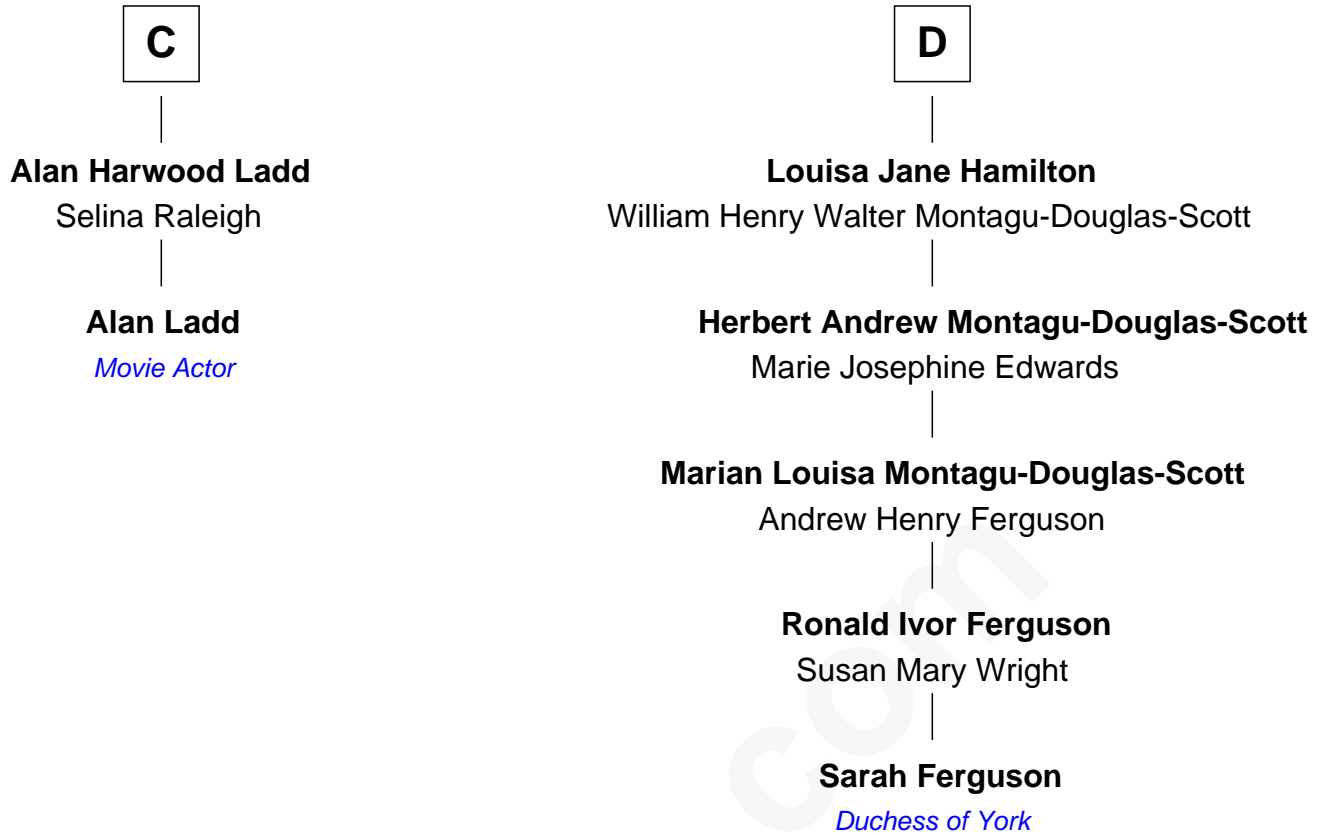 C
Alan Harwood Ladd
Selina Raleigh
Alan Ladd
Movie Actor
D
Louisa Jane Hamilton
William Henry Walter Montagu-Douglas-Scott
Herbert Andrew Montagu-Douglas-Scott
Marie Josephine Edwards
Marian Louisa Montagu-Douglas-Scott
Andrew Henry Ferguson
Ronald Ivor Ferguson
Susan Mary Wright
Sarah Ferguson
Duchess of York
com